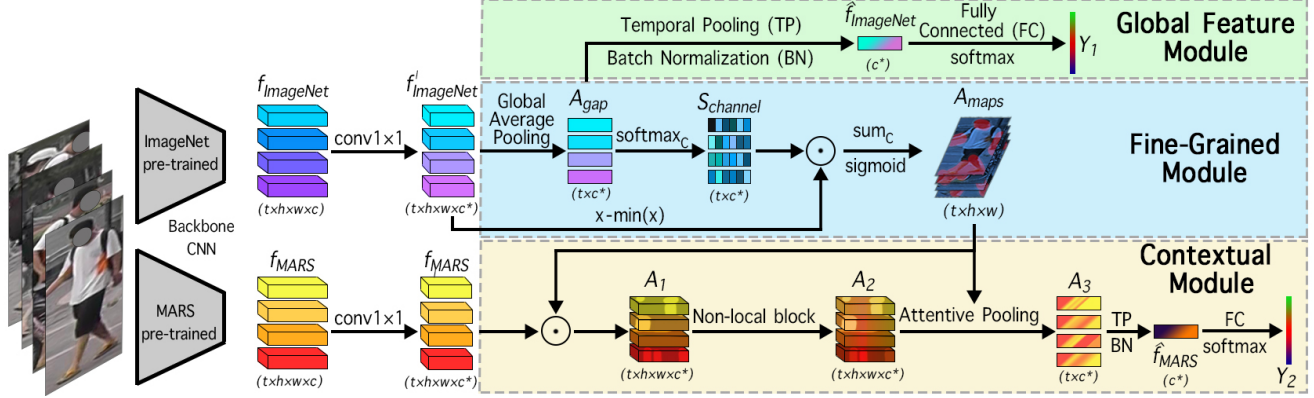 Temporal Pooling (TP)
Batch Normalization (BN)
f̂ImageNet
(c*)
Fully
Connected (FC)
softmax
Y1
Global Feature
Module
ImageNet
pre-trained
fImageNet
(t×h×w×c)
conv1×1
f'ImageNet
(t×h×w×c*)
Global
Average
Pooling
Agap
(t×c*)
softmaxC
Schannel
(t×c*)
x-min(x)
sumC
sigmoid
Amaps
(t×h×w)
Fine-Grained
Module
Backbone
CNN
MARS
pre-trained
fMARS
(t×h×w×c)
conv1×1
f'MARS
(t×h×w×c*)
A1
(t×h×w×c*)
Non-local block
A2
(t×h×w×c*)
Attentive Pooling
A3
(t×c*)
TP
BN
f̂MARS
(c*)
FC
softmax
Y2
Contextual
Module